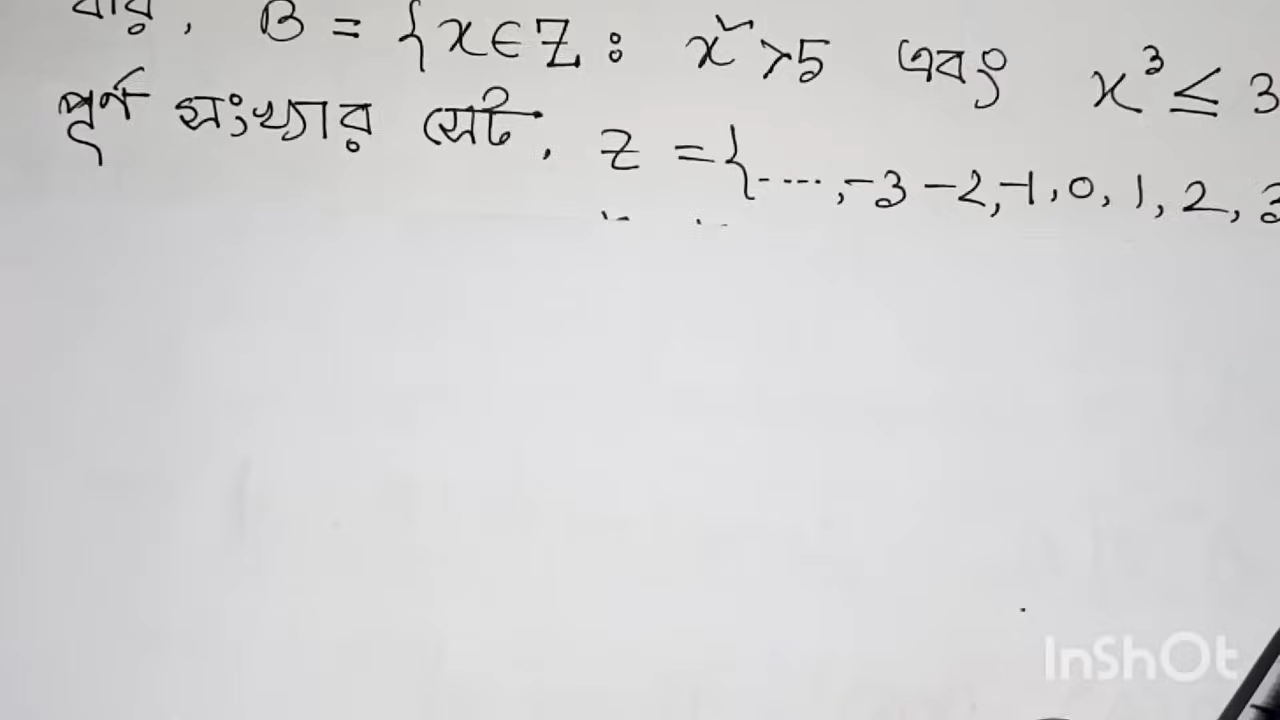 B = {x ∈ Z : x² > 5 এবং x³ ≤ 3
পূর্ণ সংখ্যার সেট, Z = {....,-3 -2,-1,0,1,2,3
InShOt